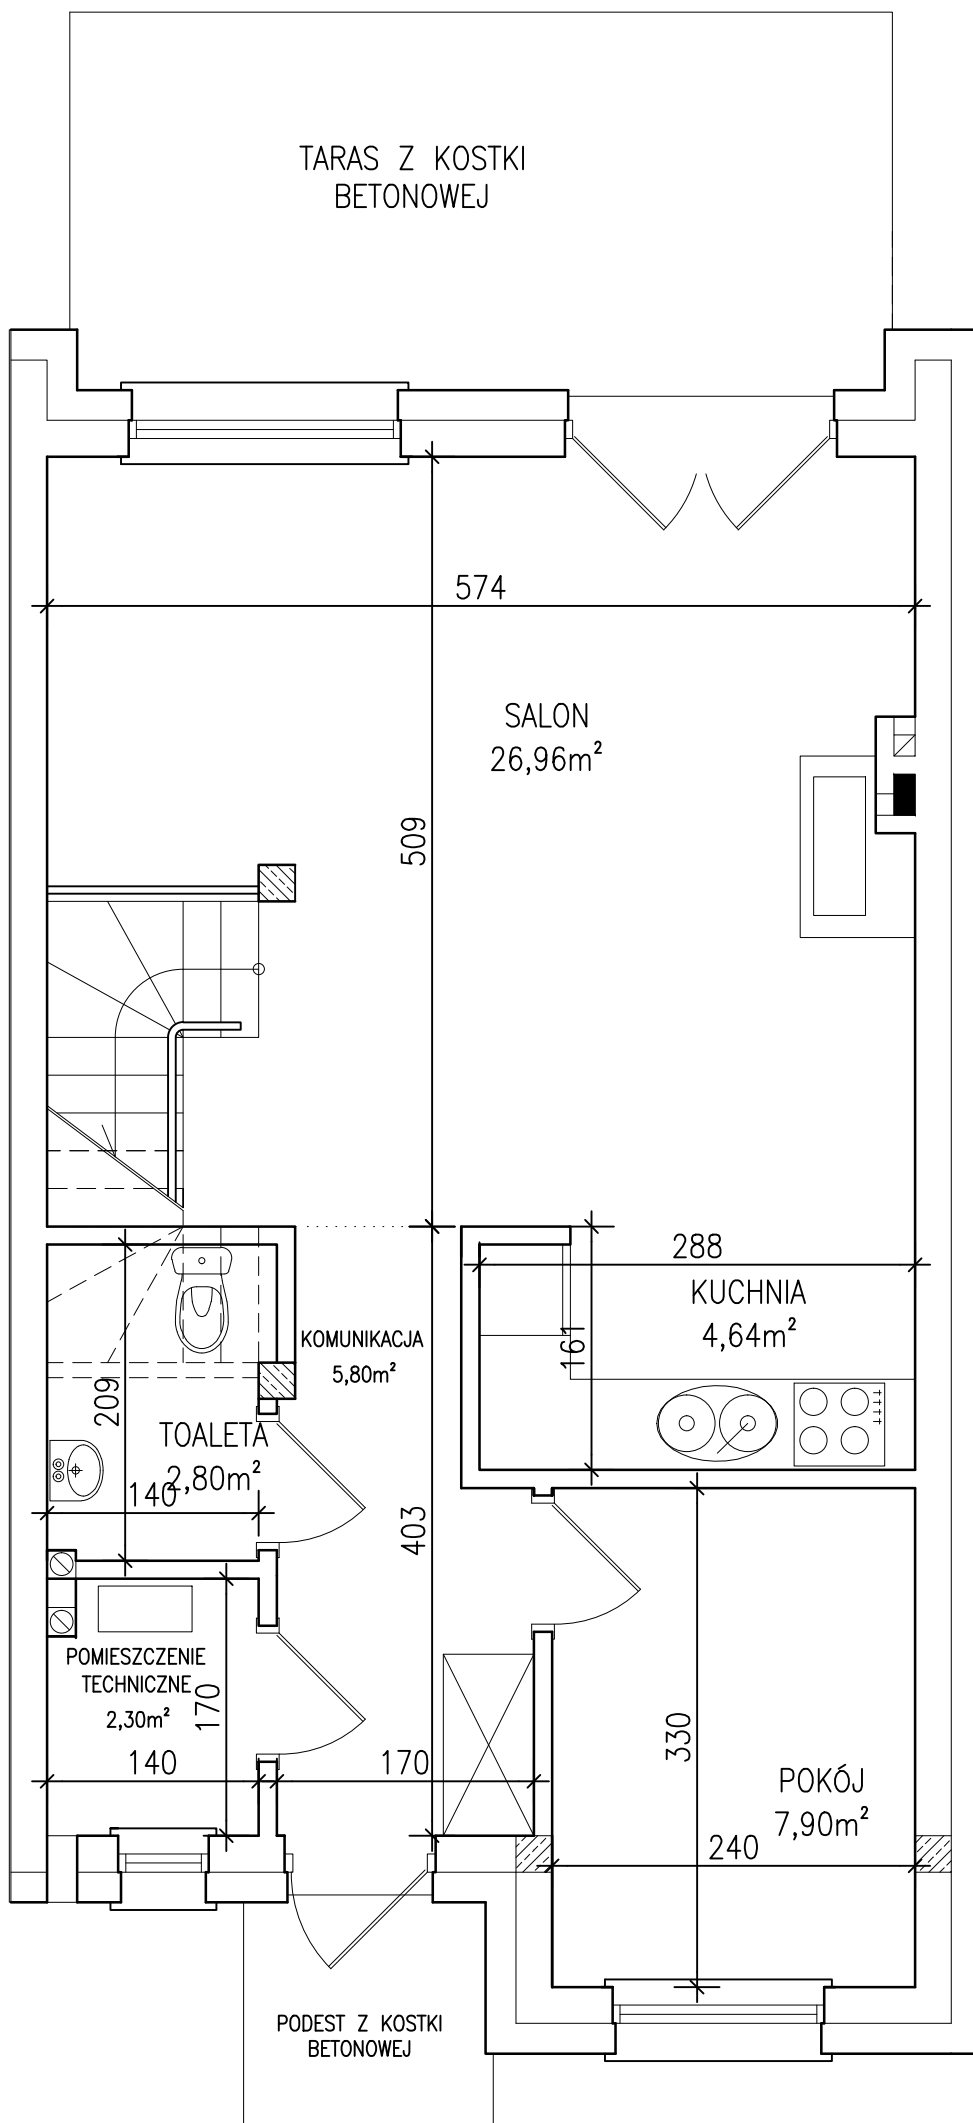 TARAS Z KOSTKI
BETONOWEJ
574
SALON
26,96m²
509
288
KUCHNIA
4,64m²
161
KOMUNIKACJA
5,80m²
209
TOALETA
2,80m²
140
403
POMIESZCZENIE
TECHNICZNE
2,30m²
170
140
170
330
POKÓJ
7,90m²
240
PODEST Z KOSTKI
BETONOWEJ